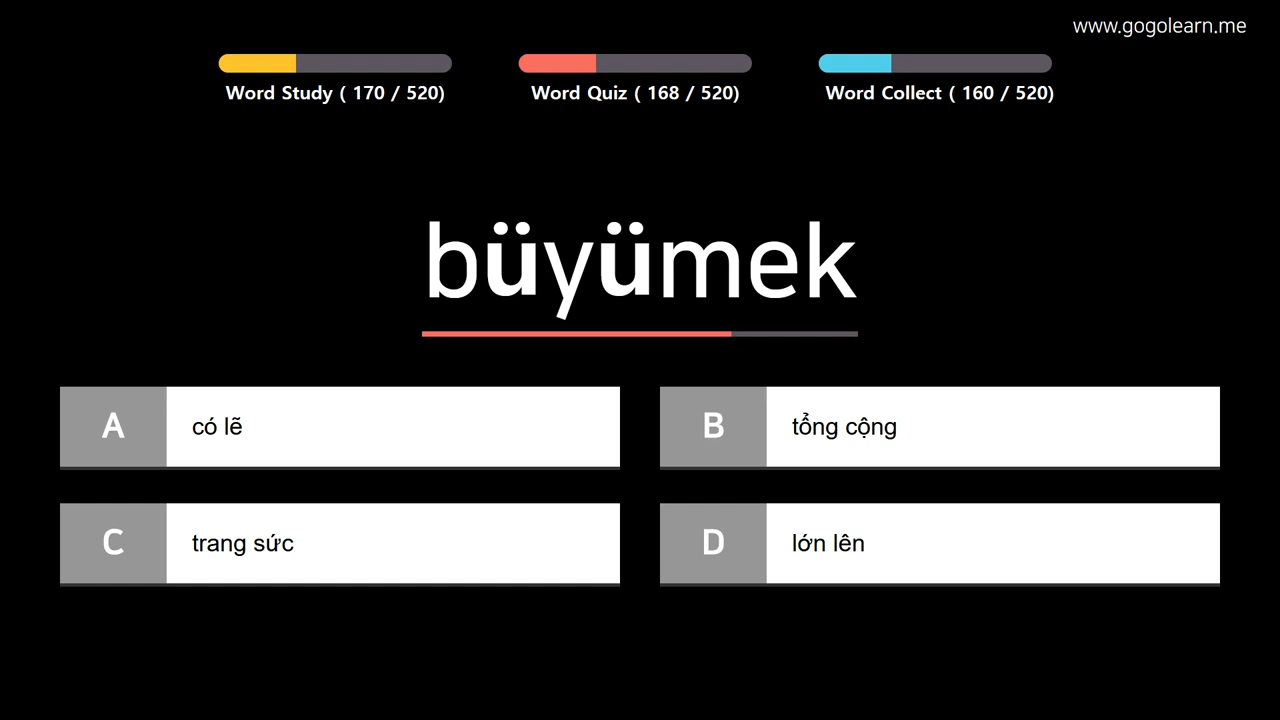 www.gogolearn.me
Word Study ( 170 / 520)
Word Quiz ( 168 / 520)
Word Collect ( 160 / 520)
büyümek
A
có lẽ
B
tổng cộng
C
trang sức
D
lớn lên